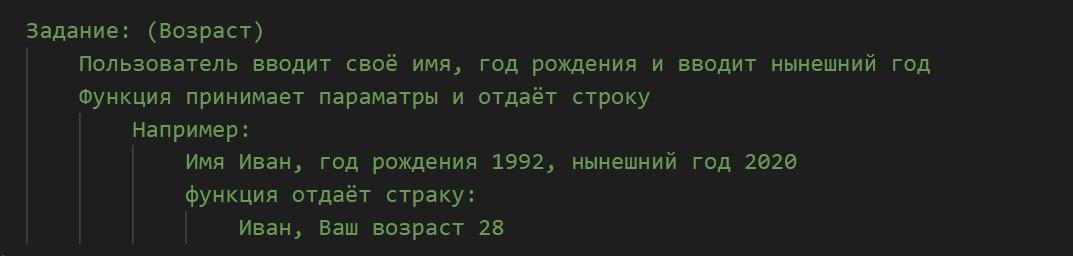 Задание: (Возраст)
Пользователь вводит своё имя, год рождения и вводит нынешний год
Функция принимает параматры и отдаёт строку
Например:
Имя Иван, год рождения 1992, нынешний год 2020
функция отдаёт страку:
Иван, Ваш возраст 28